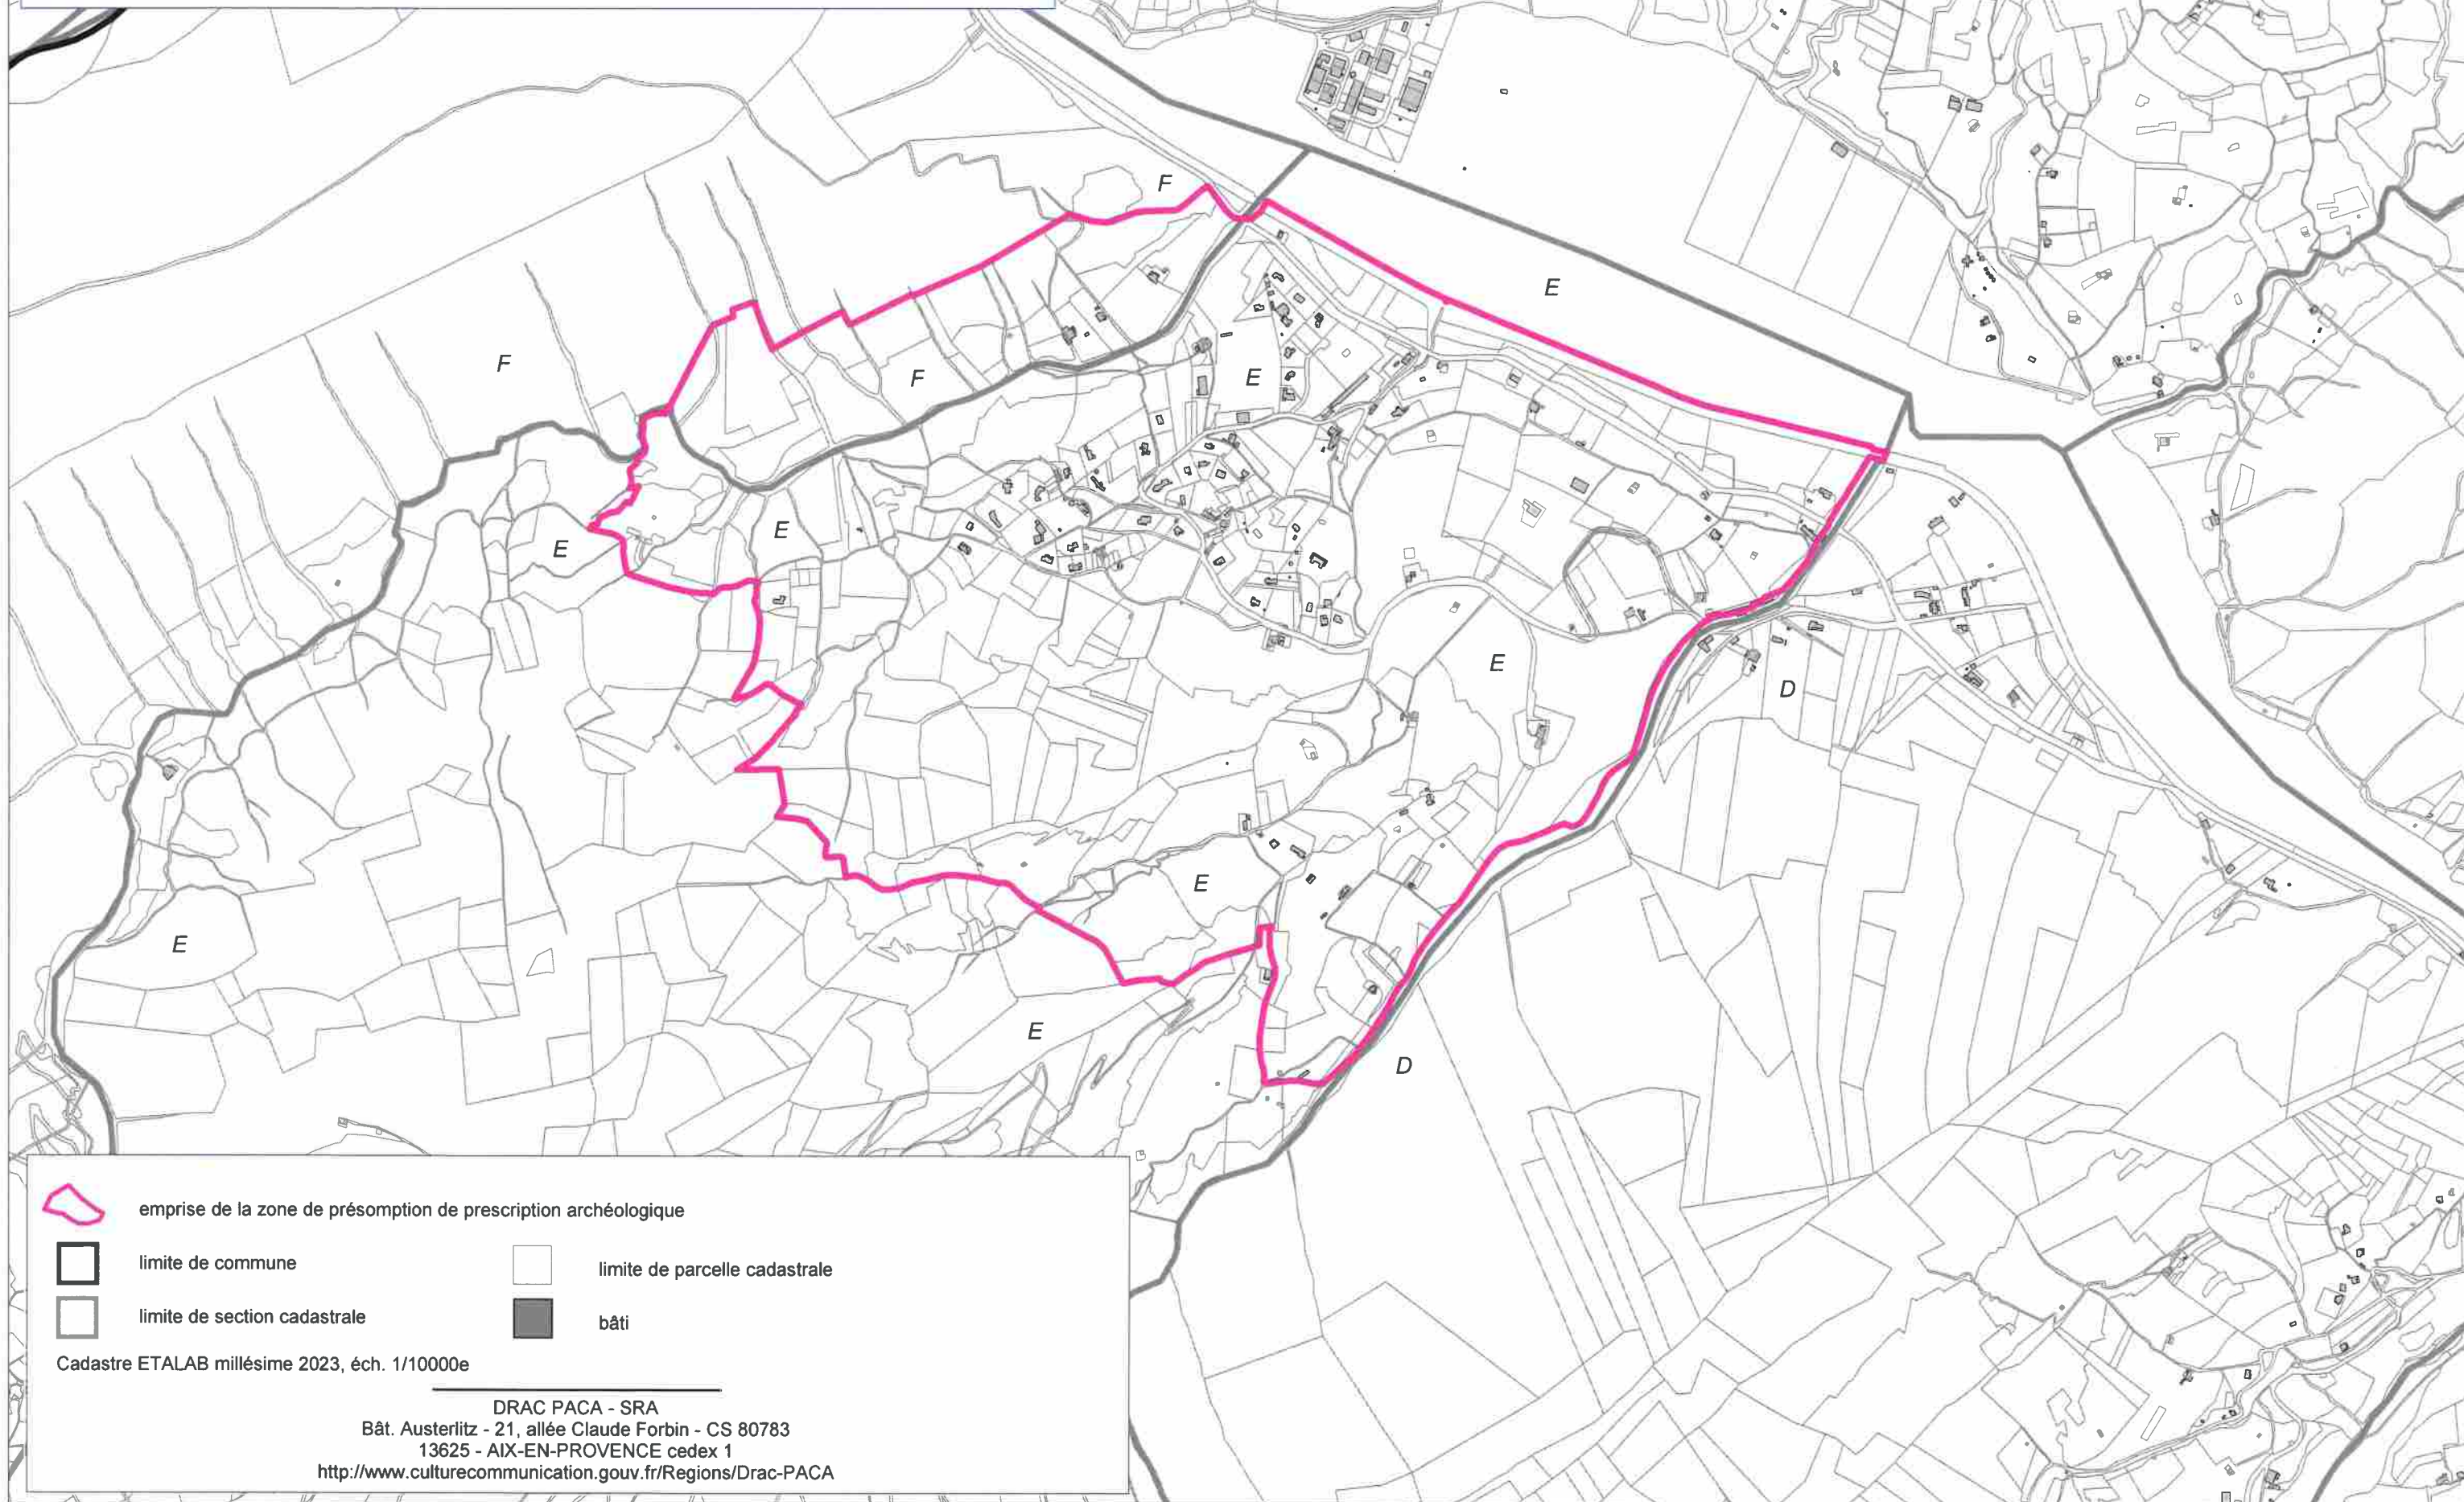 F
E
F
F
E
E
E
E
D
E
E
E
D
emprise de la zone de présomption de prescription archéologique
limite de commune
limite de parcelle cadastrale
limite de section cadastrale
bâti
Cadastre ETALAB millésime 2023, éch. 1/10000e
DRAC PACA - SRA
Bât. Austerlitz - 21, allée Claude Forbin - CS 80783
13625 - AIX-EN-PROVENCE cedex 1
http://www.culturecommunication.gouv.fr/Regions/Drac-PACA